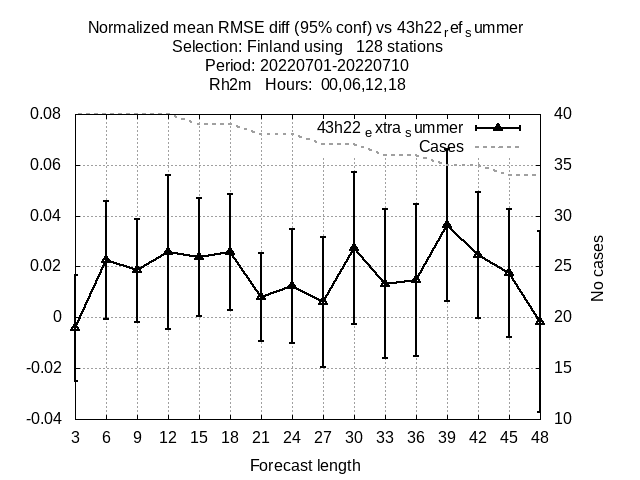 Normalized mean RMSE diff (95% conf) vs 43h22refsummer
Selection: Finland using 128 stations
Period: 20220701-20220710
Rh2m Hours: 00,06,12,18
0.08
0.06
0.04
0.02
0
-0.02
-0.04
43h22extrasummer
Cases
40
35
30
25
20
15
10
No cases
3 6 9 12 15 18 21 24 27 30 33 36 39 42 45 48
Forecast length